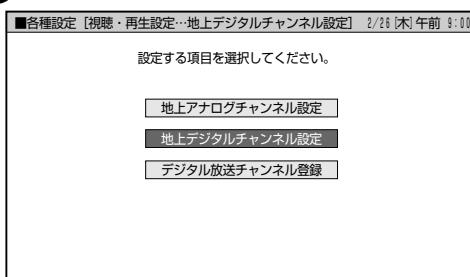 ■各種設定［視聴・再生設定…地上デジタルチャンネル設定］ 2/26[木]午前 9:00
設定する項目を選択してください。
地上アナログチャンネル設定
地上デジタルチャンネル設定
デジタル放送チャンネル登録